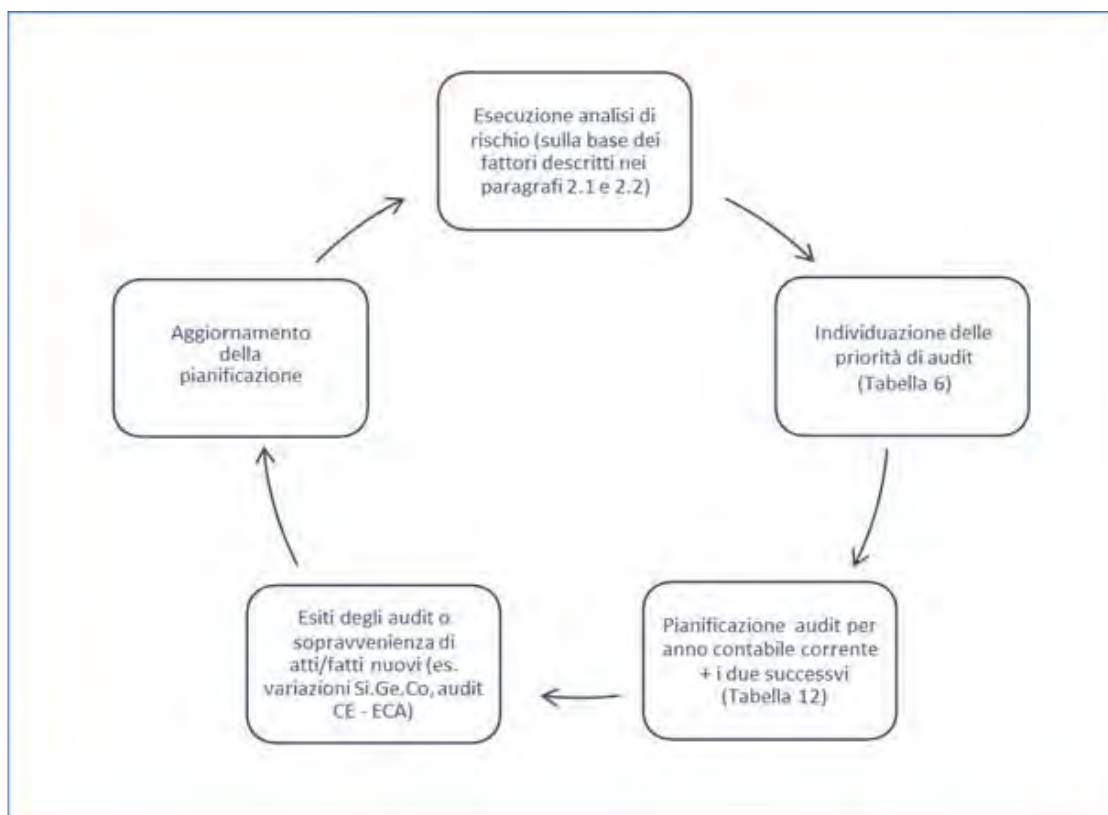 Esecuzione analisi di
rischio (sulla base dei
fattori descritti nei
paragrafi 2.1 e 2.2)
Individuazione delle
priorità di audit
(Tabella 6)
Pianificazione audit per
anno contabile corrente
+ i due successvi
(Tabella 12)
Esiti degli audit o
sopravvenienza di
atti/fatti nuovi (es.
variazioni Si.Ge.Co, audit
CE - ECA)
Aggiornamento
della
pianificazione